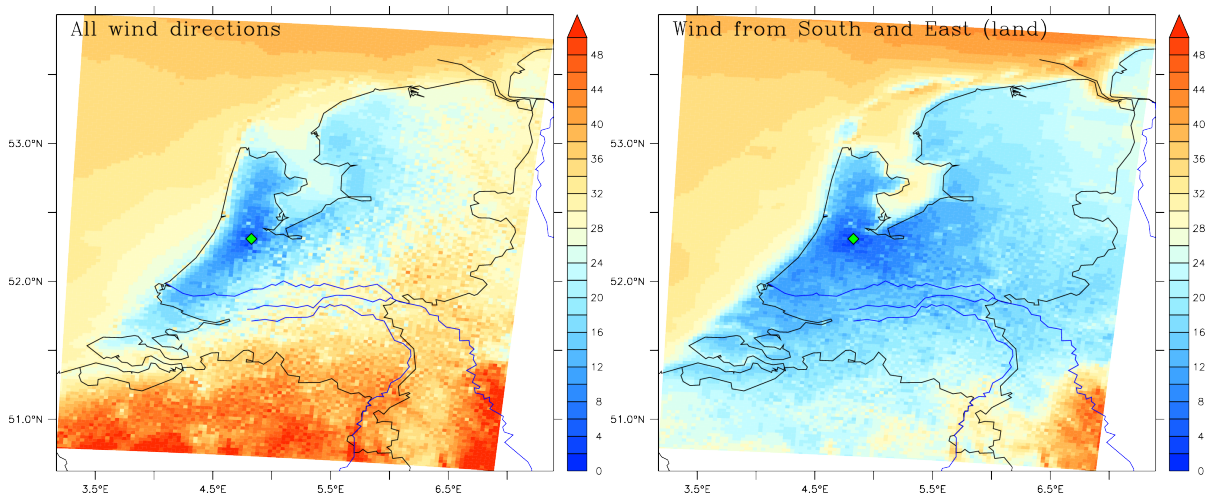 All wind directions
Wind from South and East (land)
48
44
40
36
32
28
24
20
16
12
8
4
0
48
44
40
36
32
28
24
20
16
12
8
4
0
53.0°N
52.0°N
51.0°N
53.0°N
52.0°N
51.0°N
3.5°E
4.5°E
5.5°E
6.5°E
3.5°E
4.5°E
5.5°E
6.5°E